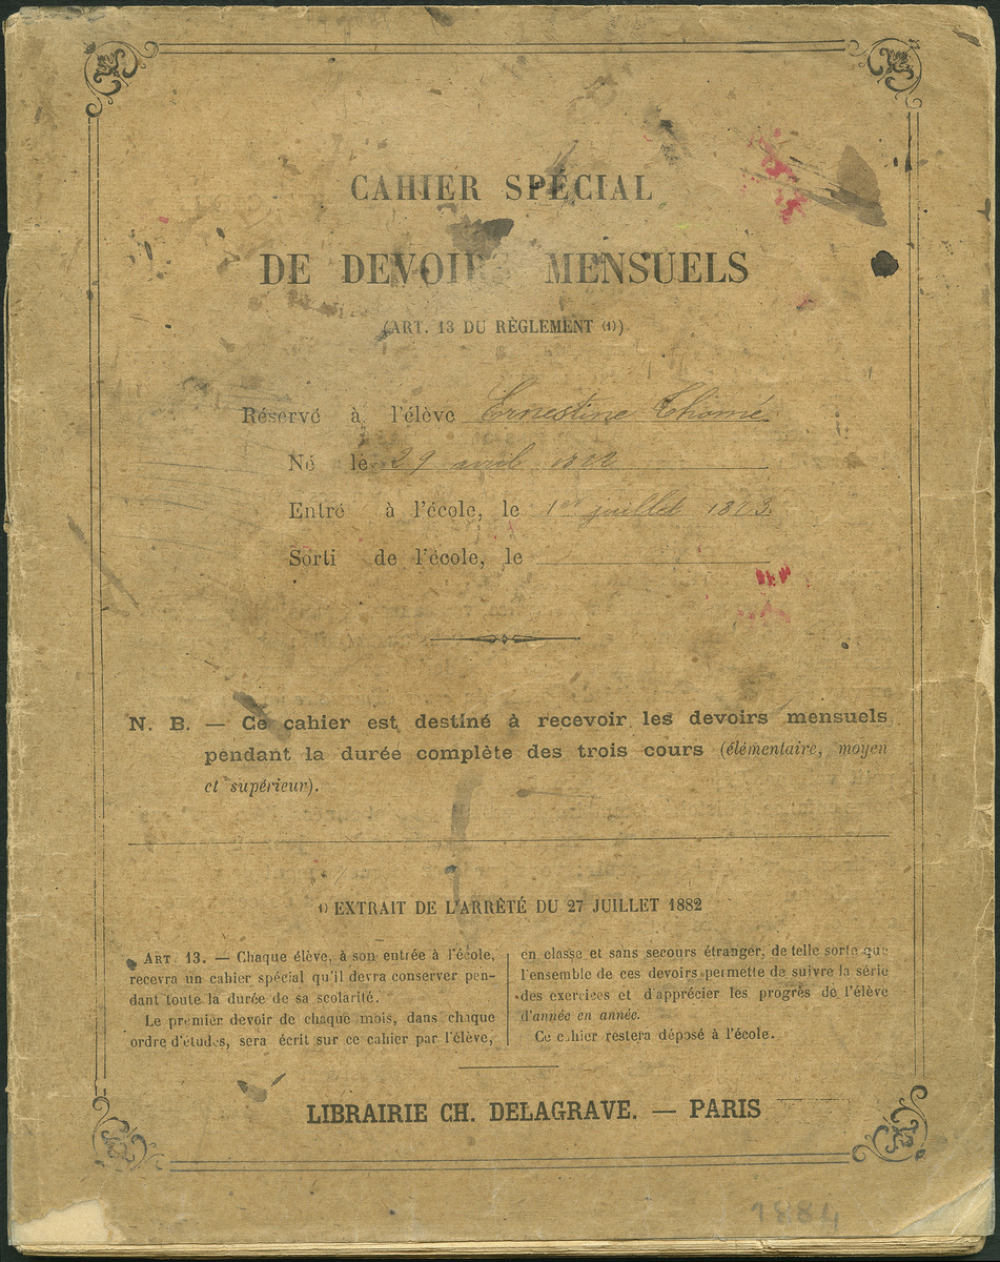 CAHIER SPÉCIAL
DE DEVOIRS MENSUELS
(ART. 13 DU RÈGLEMENT (1))
Réservé à l'élève Ernestine Thomé
Né le 29 avril
Entré à l'école, le 1er juillet
Sorti de l'école, le
N. B. — Ce cahier est destiné à recevoir les devoirs mensuels
pendant la durée complète des trois cours (élémentaire, moyen
et supérieur).
1) EXTRAIT DE L'ARRÊTÉ DU 27 JUILLET 1882
ART. 13. — Chaque élève, à son entrée à l'école,
recevra un cahier spécial qu'il devra conserver pen-
dant toute la durée de sa scolarité.
Le premier devoir de chaque mois, dans chaque
ordre d'études, sera écrit sur ce cahier par l'élève,
en classe et sans secours étranger, de telle sorte que
l'ensemble de ces devoirs permette de suivre la série
des exercices et d'apprécier les progrès de l'élève
d'année en année.
Ce cahier restera déposé à l'école.
LIBRAIRIE CH. DELAGRAVE. — PARIS
1884